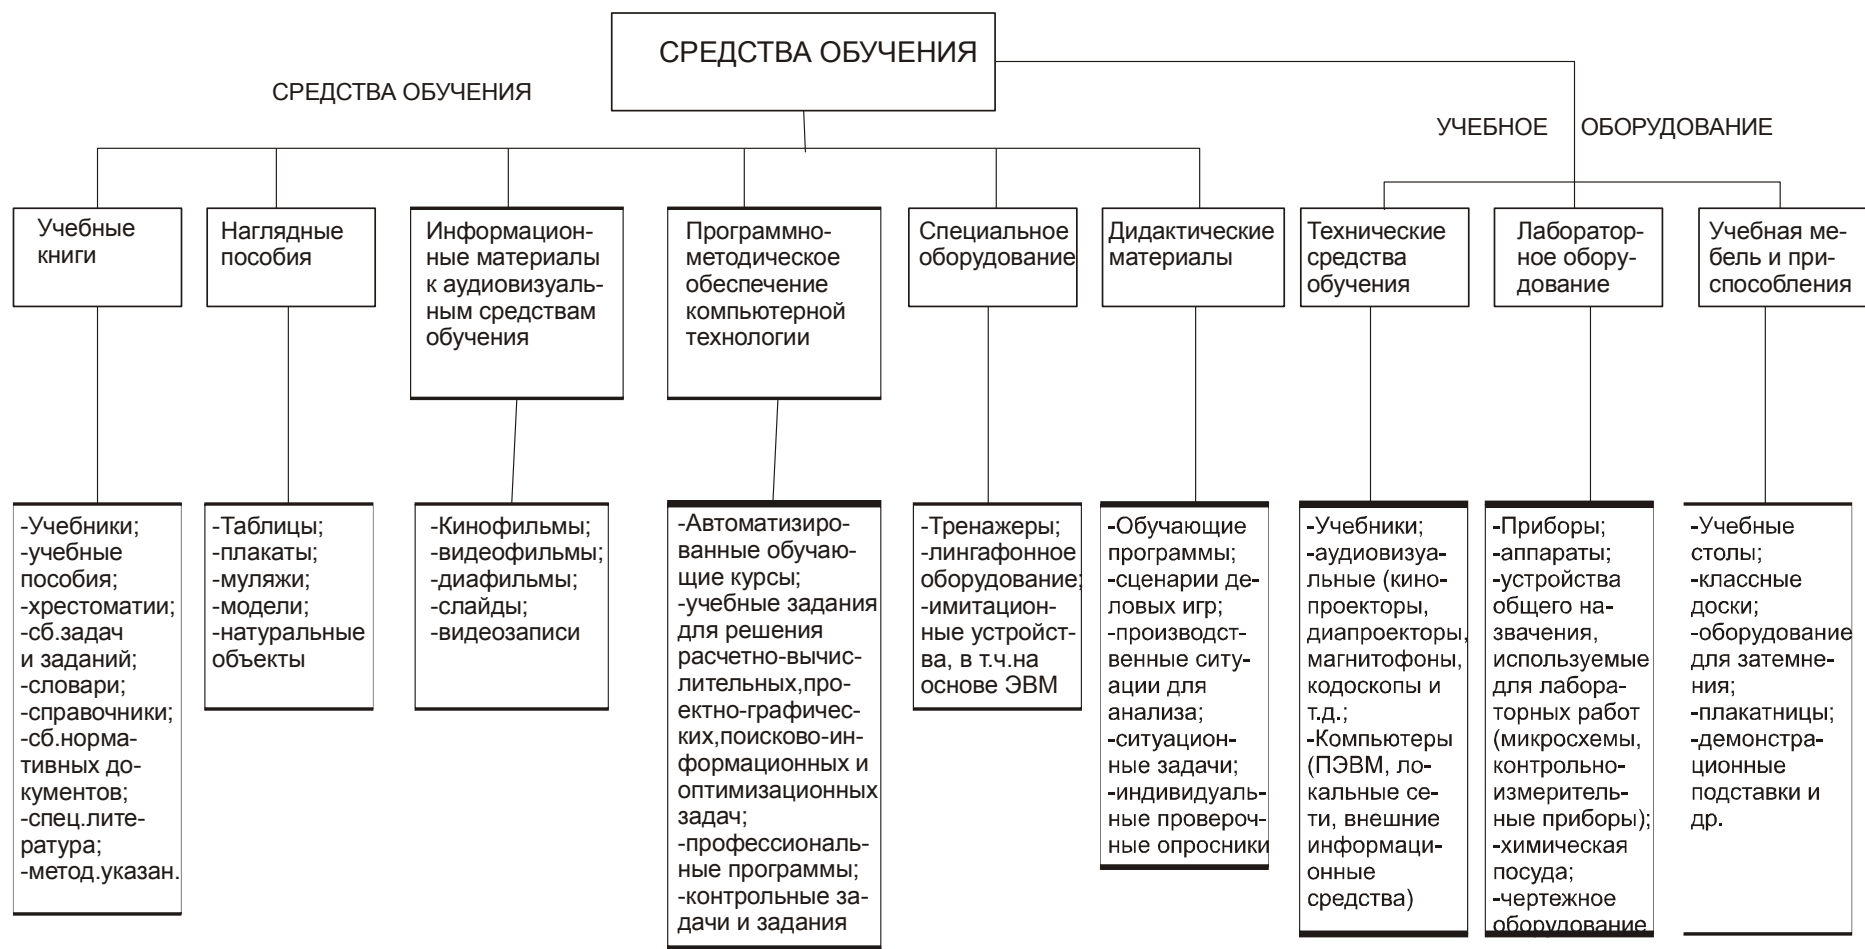 СРЕДСТВА ОБУЧЕНИЯ
СРЕДСТВА ОБУЧЕНИЯ
УЧЕБНОЕ ОБОРУДОВАНИЕ
Учебные
книги
Наглядные
пособия
Информацион-
ные материалы
к аудиовизуаль-
ным средствам
обучения
Программно-
методическое
обеспечение
компьютерной
технологии
Специальное
оборудование
Дидактические
материалы
Технические
средства
обучения
Лаборатор-
ное обору-
дование
Учебная ме-
бель и при-
способления
-Учебники;
-учебные
пособия;
-хрестоматии;
-сб.задач
и заданий;
-словари;
-справочники;
-сб.норма-
тивных до-
кументов;
-спец.лите-
ратура;
-метод.указан.
-Таблицы;
-плакаты;
-муляжи;
-модели;
-натуральные
объекты
-Кинофильмы;
-видеофильмы;
-диафильмы;
-слайды;
-видеозаписи
-Автоматизиро-
ванные обучаю-
щие курсы;
-учебные задания
для решения
расчетно-вычис-
лительных,про-
ектно-графичес-
ких,поисково-ин-
формационных и
оптимизационных
задач;
-профессиональ-
ные программы;
-контрольные за-
дачи и задания
-Тренажеры;
-лингафонное
оборудование;
-имитацион-
ные устройст-
ва, в т.ч.на
основе ЭВМ
-Обучающие
программы;
-сценарии де-
ловых игр;
-производст-
венные ситу-
ации для
анализа;
-ситуацион-
ные задачи;
-индивидуаль-
ные провероч-
ные опросники
-Учебники;
-аудиовизуа-
льные (кино-
проекторы,
диапроекторы,
магнитофоны,
кодоскопы и
т.д.;
-Компьютеры
(ПЭВМ, ло-
кальные се-
ти, внешние
информаци-
онные
средства)
-Приборы;
-аппараты;
-устройства
общего на-
звачения,
используемые
для лабора-
торных работ
(микросхемы,
контрольно-
измеритель-
ные приборы);
-химическая
посуда;
-чертежное
оборудование
-Учебные
столы;
-классные
доски;
-оборудование
для затемне-
ния;
-плакатницы;
-демонстра-
ционные
подставки и
др.